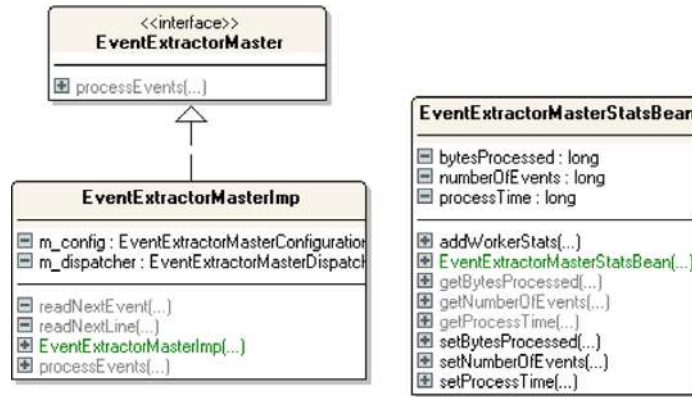 <<interface>>
EventExtractorMaster
processEvents(...)
EventExtractorMasterImp
m_config : EventExtractorMasterConfiguration
m_dispatcher : EventExtractorMasterDispatch
readNextEvent(...)
readNextLine(...)
EventExtractorMasterImp(...)
processEvents(...)
EventExtractorMasterStatsBean
bytesProcessed : long
numberOfEvents : long
processTime : long
addWorkerStats(...)
EventExtractorMasterStatsBean(...)
getBytesProcessed(...)
getNumberOfEvents(...)
getProcessTime(...)
setBytesProcessed(...)
setNumberOfEvents(...)
setProcessTime(...)